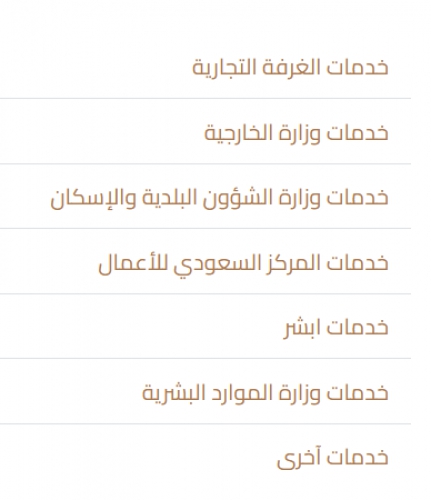 خدمات الغرفة التجارية
خدمات وزارة الخارجية
خدمات وزارة الشؤون البلدية والإسكان
خدمات المركز السعودي للأعمال
خدمات ابشر
خدمات وزارة الموارد البشرية
خدمات آخرى